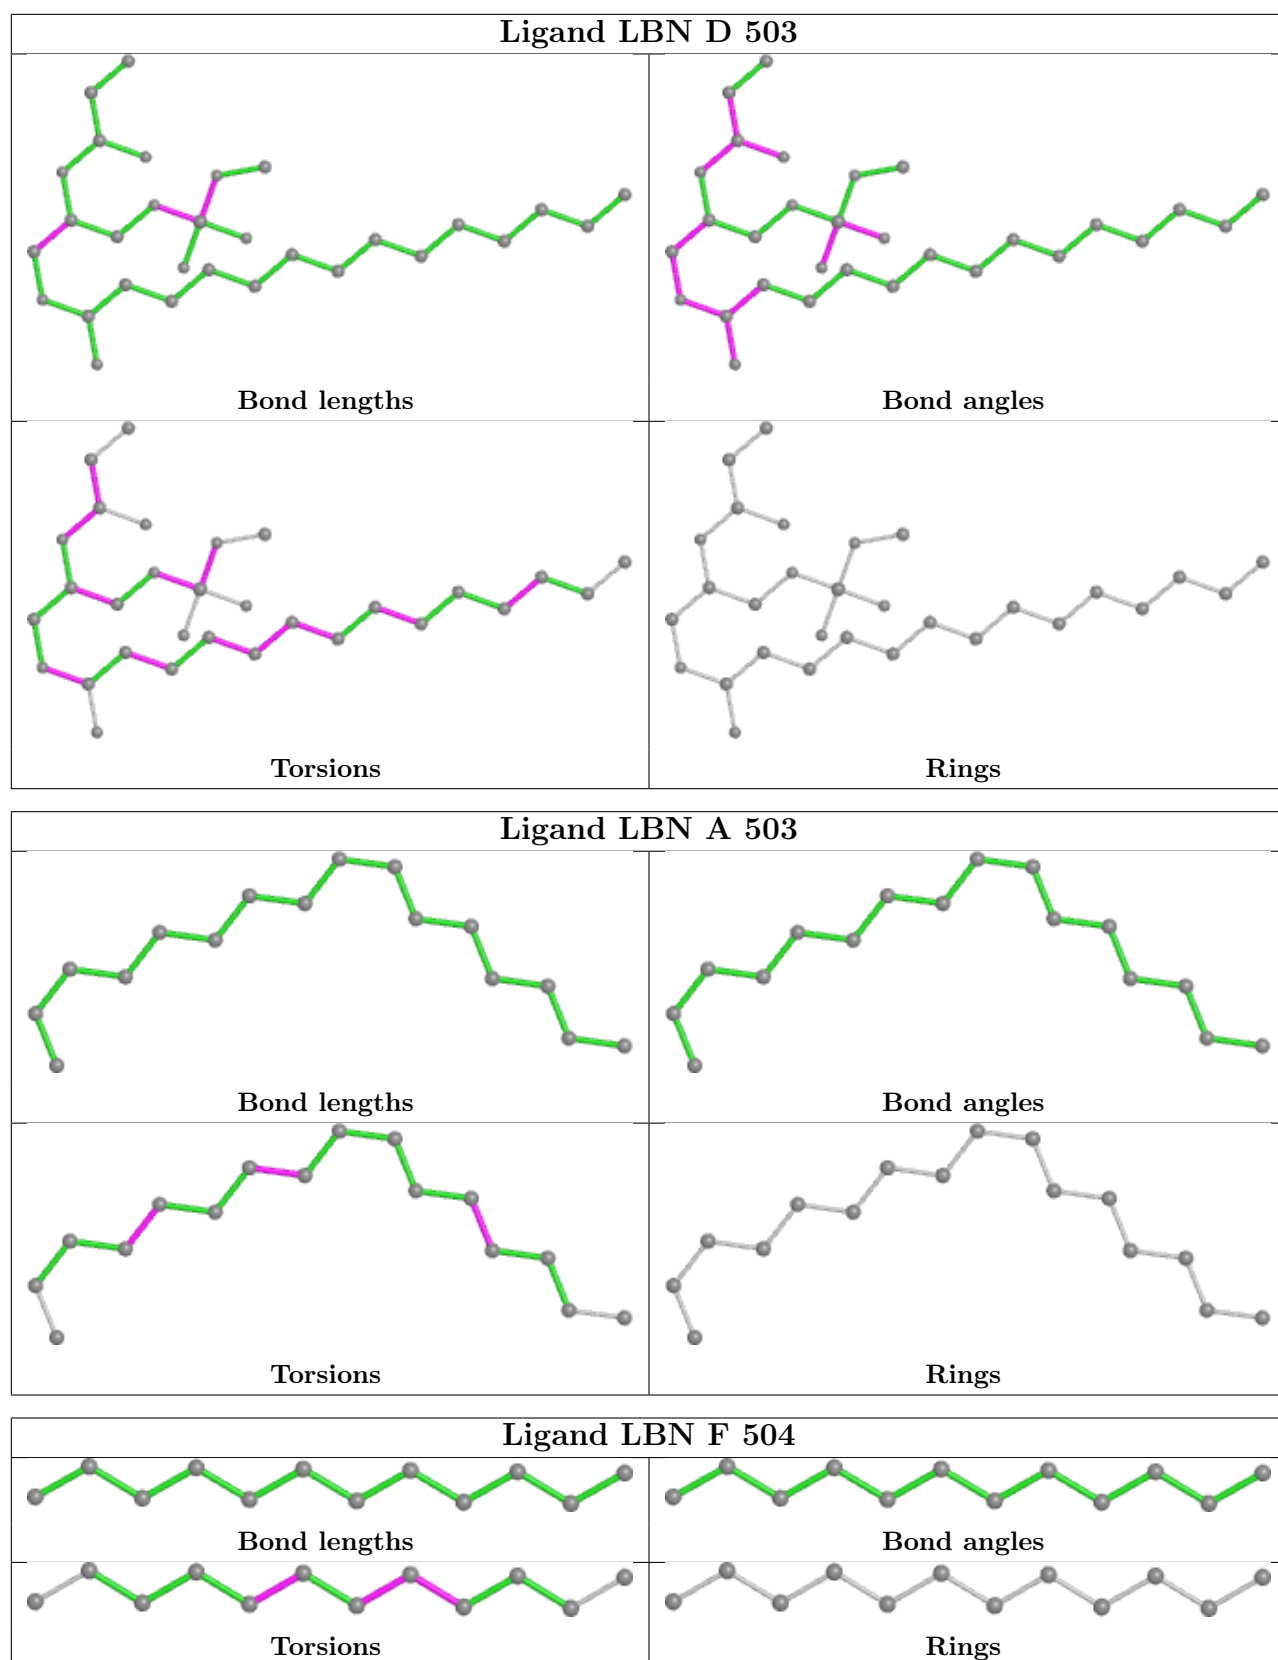 Ligand LBN D 503
Bond lengths
Bond angles
Torsions
Rings
Ligand LBN A 503
Bond lengths
Bond angles
Torsions
Rings
Ligand LBN F 504
Bond lengths
Bond angles
Torsions
Rings